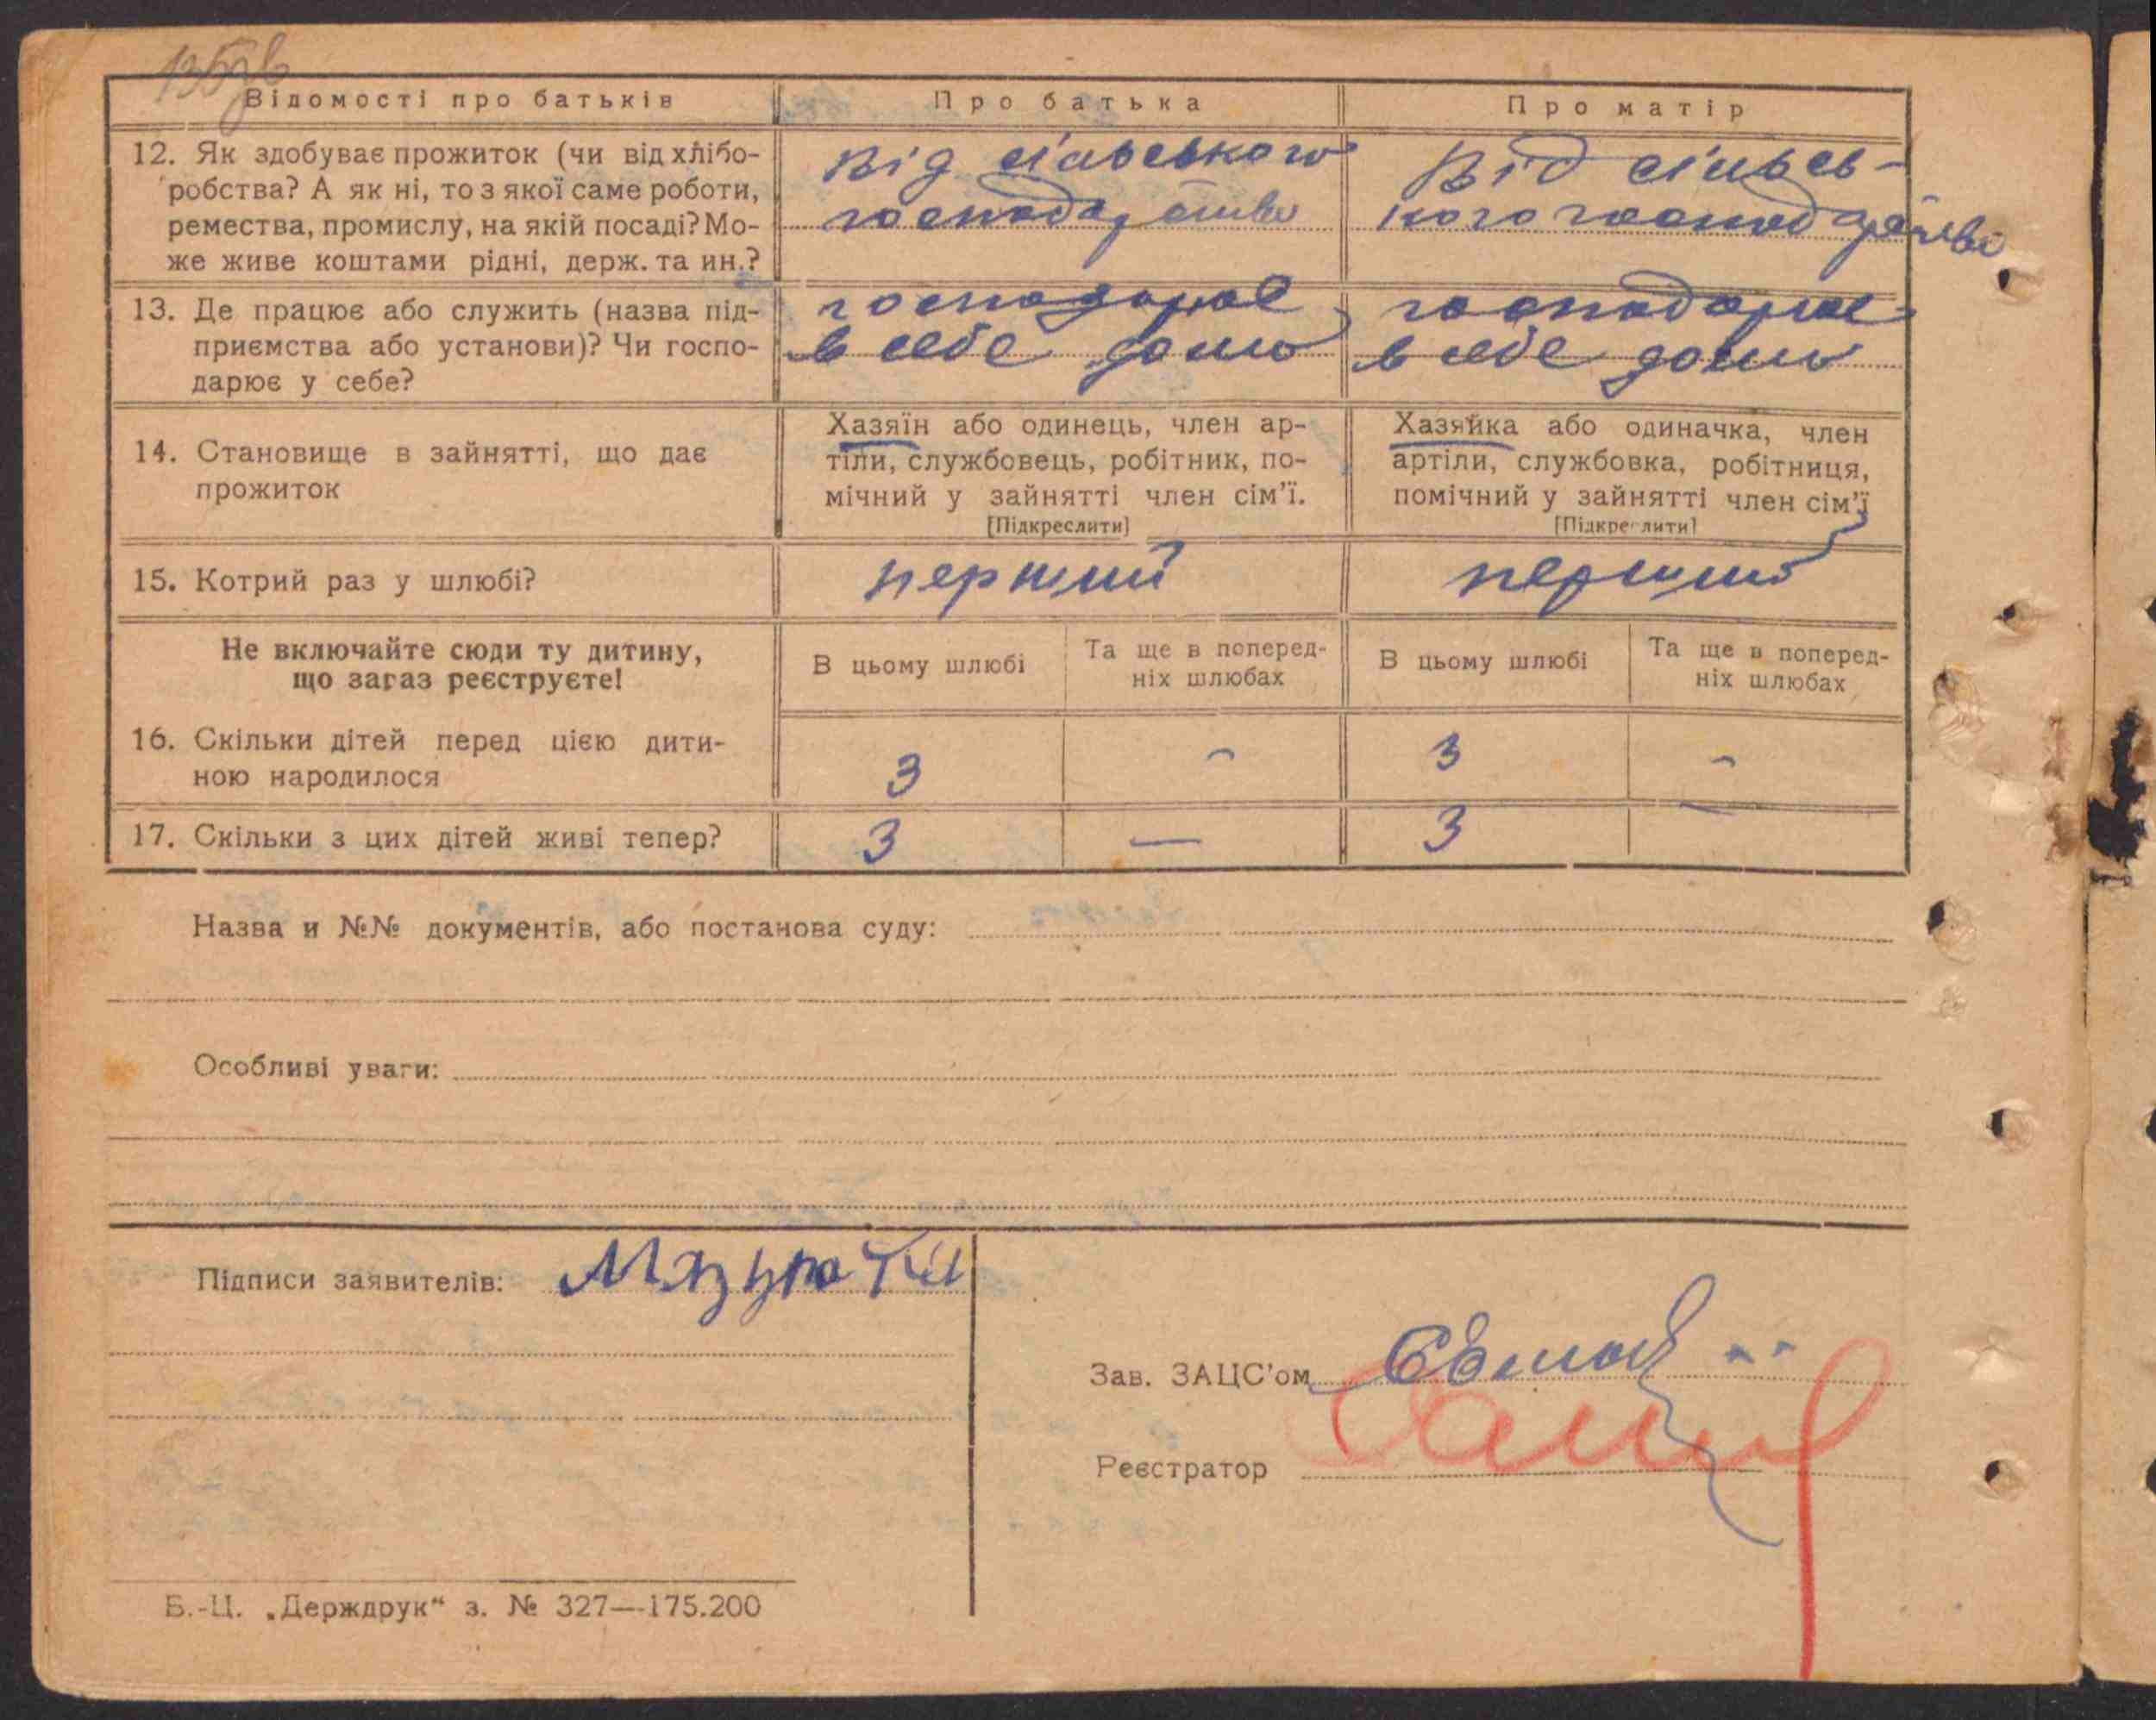 Відомості про батьків
Про батька
Про матір
12. Як здобуває прожиток (чи від хлібо-
робства? А як ні, то з якої саме роботи,
ремества, промислу, на якій посаді? Мо-
же живе коштами рідні, держ. та ин.?
Від сільського
господарства
Від сільсь-
кого господарства
13. Де працює або служить (назва під-
приємства або установи)? Чи госпо-
дарює у себе?
господарює
в себе дома
господарює
в себе дома
14. Становище в зайнятті, що дає
прожиток
Хазяїн або одинець, член ар-
тіли, службовець, робітник, по-
мічний у зайнятті член сім'ї.
[Підкреслити]
Хазяйка або одиначка, член
артіли, службовка, робітниця,
помічний у зайнятті член сім'ї
[Підкреслити]
15. Котрий раз у шлюбі?
перший
перший
Не включайте сюди ту дитину,
що зараз реєструєте!
В цьому шлюбі
Та ще в поперед-
ніх шлюбах
В цьому шлюбі
Та ще в поперед-
ніх шлюбах
16. Скільки дітей перед цією дити-
ною народилося
3
-
3
-
17. Скільки з цих дітей живі тепер?
3
—
3
—
Назва и №№ документів, або постанова суду:
Особливі уваги:
Підписи заявителів:
Зав. ЗАЦС'ом
Реєстратор
Б.-Ц. „Держдрук“ з. № 327—175.200